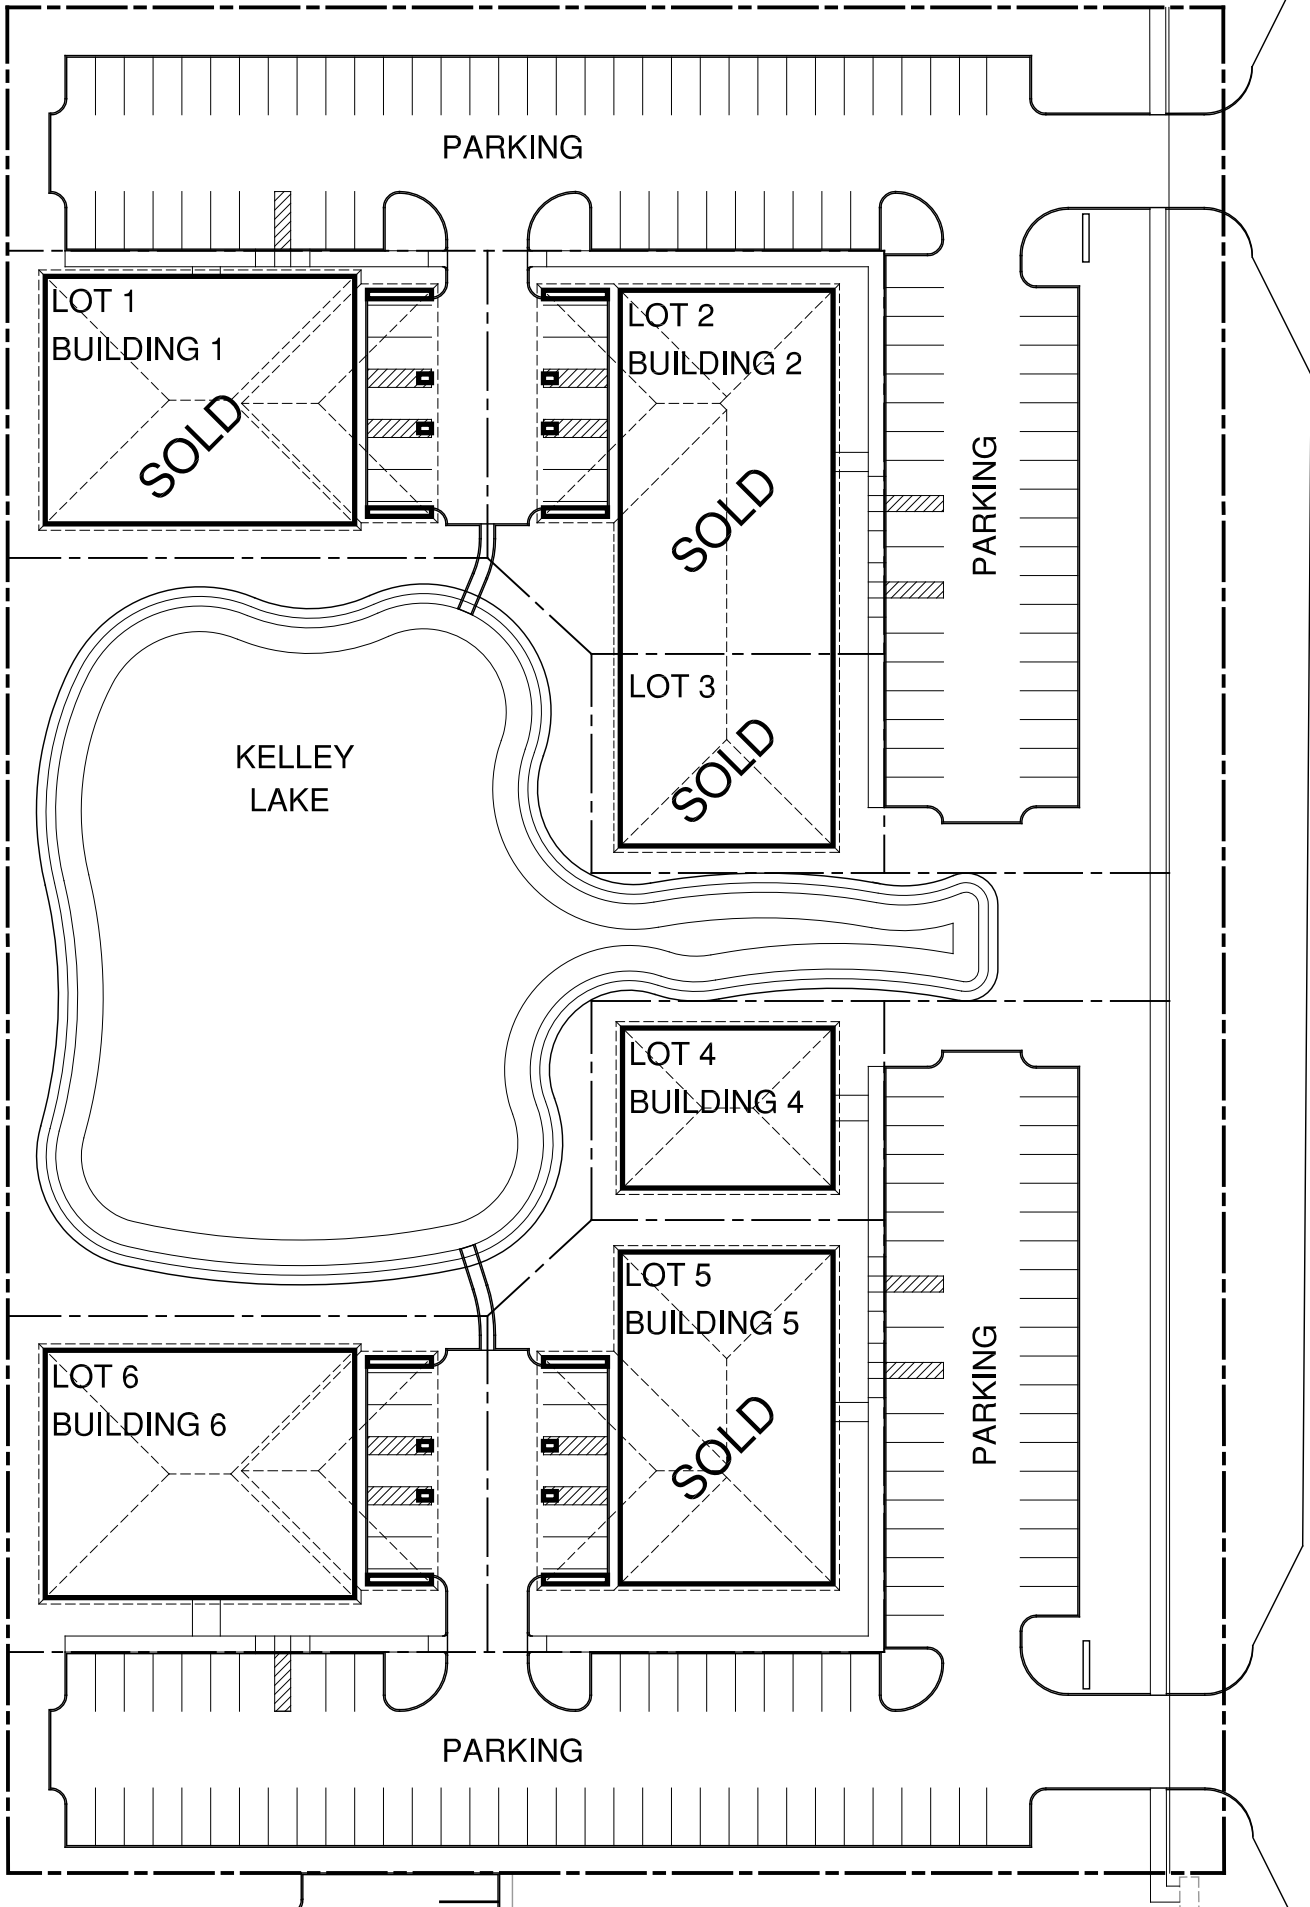 PARKING
LOT 1
BUILDING 1
SOLD
LOT 2
BUILDING 2
SOLD
PARKING
LOT 3
SOLD
KELLEY
LAKE
LOT 4
BUILDING 4
LOT 5
BUILDING 5
SOLD
PARKING
LOT 6
BUILDING 6
PARKING